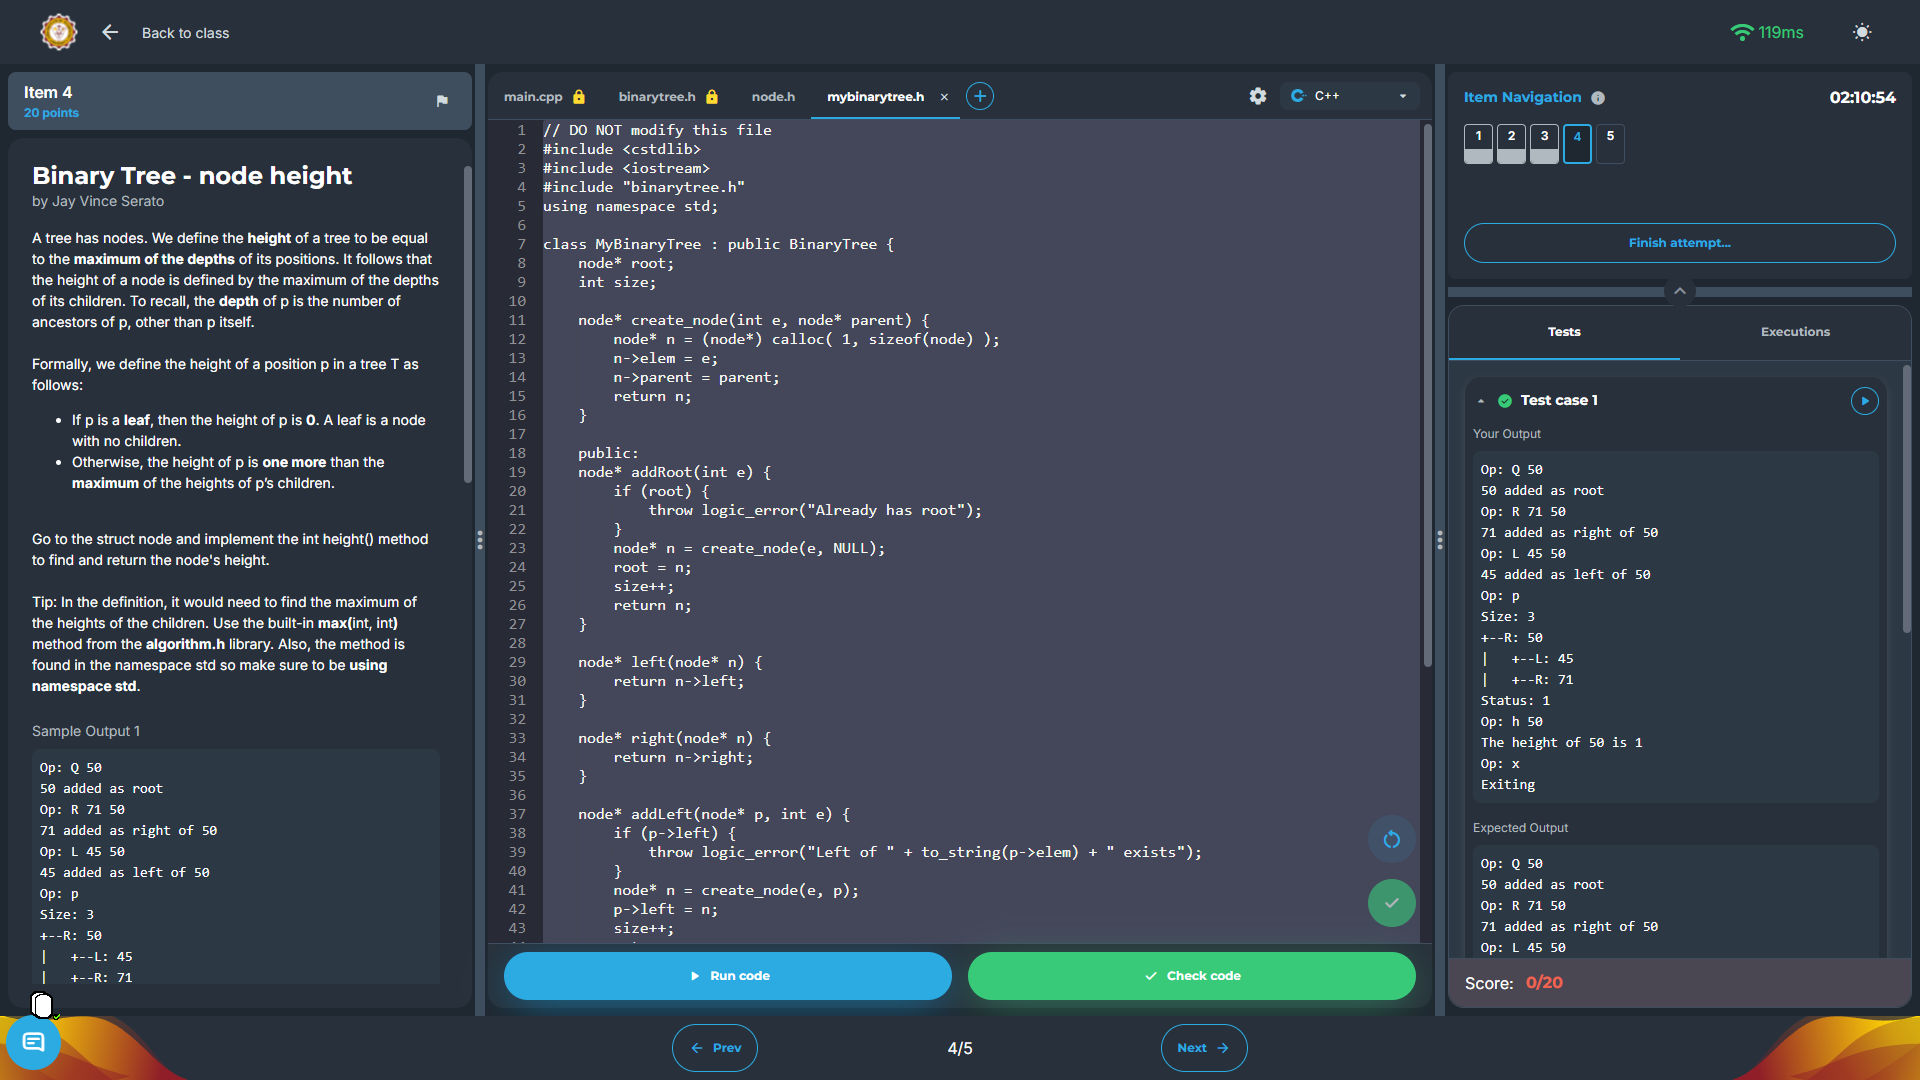 Back to class
119ms
Item 4
20 points
Binary Tree - node height
by Jay Vince Serato
A tree has nodes. We define the height of a tree to be equal
to the maximum of the depths of its positions. It follows that
the height of a node is defined by the maximum of the depths
of its children. To recall, the depth of p is the number of
ancestors of p, other than p itself.
Formally, we define the height of a position p in a tree T as
follows:
• If p is a leaf, then the height of p is 0. A leaf is a node
with no children.
• Otherwise, the height of p is one more than the
maximum of the heights of p's children.
Go to the struct node and implement the int height() method
to find and return the node's height.
Tip: In the definition, it would need to find the maximum of
the heights of the children. Use the built-in max(int, int)
method from the algorithm.h library. Also, the method is
found in the namespace std so make sure to be using
namespace std.
Sample Output 1
Op: Q 50
50 added as root
Op: R 71 50
71 added as right of 50
Op: L 45 50
45 added as left of 50
Op: p
Size: 3
+--R: 50
|   +--L: 45
|   +--R: 71
main.cpp
binarytree.h
node.h
mybinarytree.h ×
C++
1 // DO NOT modify this file
2 #include <cstdlib>
3 #include <iostream>
4 #include "binarytree.h"
5 using namespace std;
6
7 class MyBinaryTree : public BinaryTree {
8     node* root;
9     int size;
10
11     node* create_node(int e, node* parent) {
12         node* n = (node*) calloc( 1, sizeof(node) );
13         n->elem = e;
14         n->parent = parent;
15         return n;
16     }
17
18     public:
19     node* addRoot(int e) {
20         if (root) {
21             throw logic_error("Already has root");
22         }
23         node* n = create_node(e, NULL);
24         root = n;
25         size++;
26         return n;
27     }
28
29     node* left(node* n) {
30         return n->left;
31     }
32
33     node* right(node* n) {
34         return n->right;
35     }
36
37     node* addLeft(node* p, int e) {
38         if (p->left) {
39             throw logic_error("Left of " + to_string(p->elem) + " exists");
40         }
41         node* n = create_node(e, p);
42         p->left = n;
43         size++;
Run code
Check code
Item Navigation
02:10:54
1 2 3 4 5
Finish attempt...
Tests
Executions
Test case 1
Your Output
Op: Q 50
50 added as root
Op: R 71 50
71 added as right of 50
Op: L 45 50
45 added as left of 50
Op: p
Size: 3
+--R: 50
|   +--L: 45
|   +--R: 71
Status: 1
Op: h 50
The height of 50 is 1
Op: x
Exiting
Expected Output
Op: Q 50
50 added as root
Op: R 71 50
71 added as right of 50
Op: L 45 50
Score: 0/20
Prev
4/5
Next